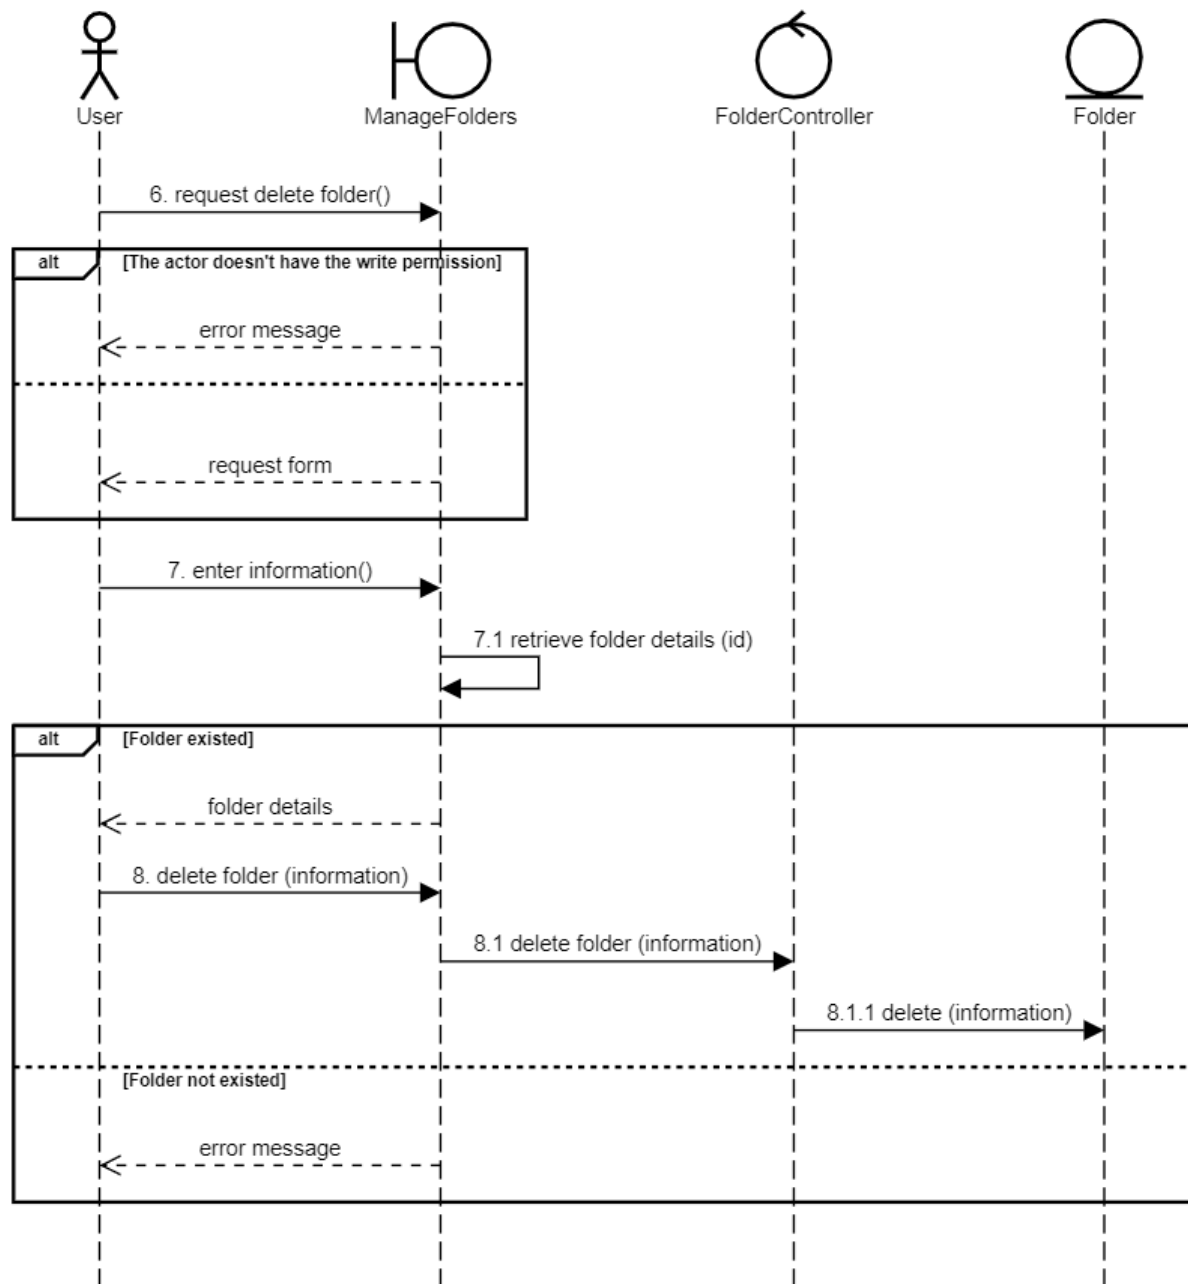 User
ManageFolders
FolderController
Folder
6. request delete folder()
alt
[The actor doesn't have the write permission]
error message
request form
7. enter information()
7.1 retrieve folder details (id)
alt
[Folder existed]
folder details
8. delete folder (information)
8.1 delete folder (information)
8.1.1 delete (information)
[Folder not existed]
error message